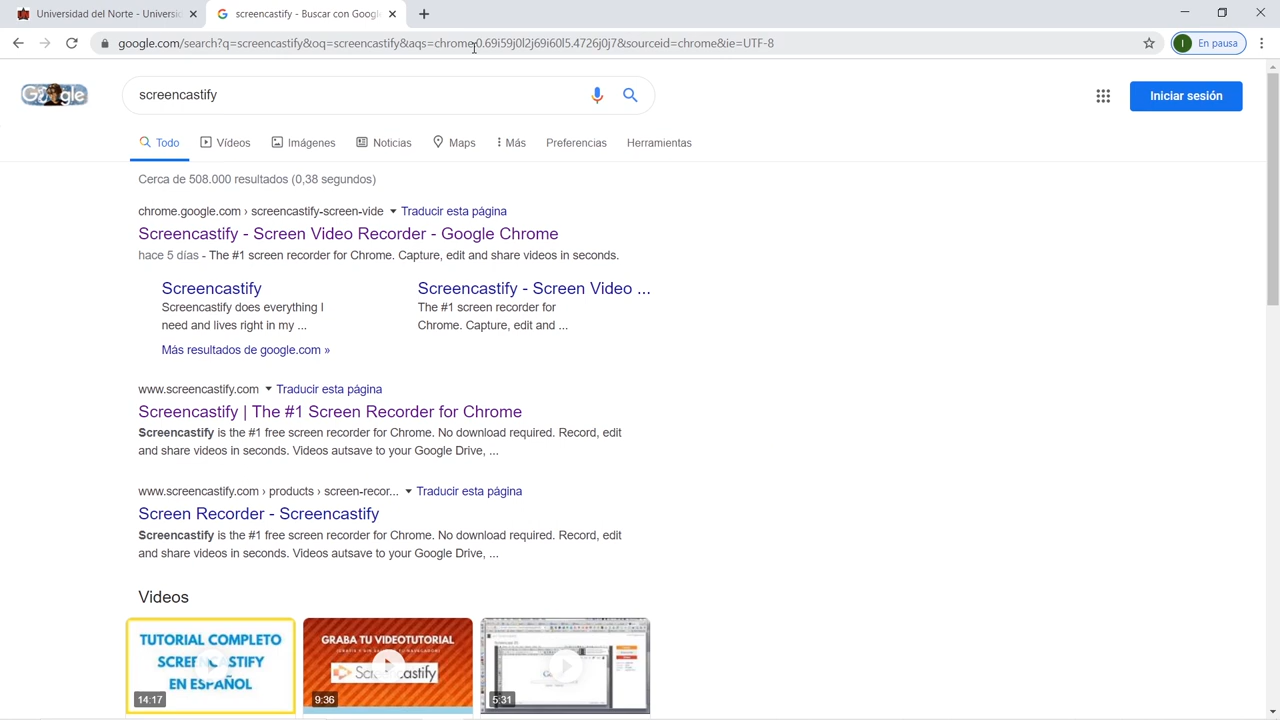 Universidad del Norte - Universid
screencastify - Buscar con Google
google.com/search?q=screencastify&oq=screencastify&aqs=chrome.0.69i59j0l2j69i60l5.4726j0j7&sourceid=chrome&ie=UTF-8
I
En pausa
Google
screencastify
Iniciar sesión
Todo
Vídeos
Imágenes
Noticias
Maps
Más
Preferencias
Herramientas
Cerca de 508.000 resultados (0,38 segundos)
chrome.google.com › screencastify-screen-vide
Traducir esta página
Screencastify - Screen Video Recorder - Google Chrome
hace 5 días - The #1 screen recorder for Chrome. Capture, edit and share videos in seconds.
Screencastify
Screencastify does everything I
need and lives right in my ...
Screencastify - Screen Video ...
The #1 screen recorder for
Chrome. Capture, edit and ...
Más resultados de google.com »
www.screencastify.com
Traducir esta página
Screencastify | The #1 Screen Recorder for Chrome
Screencastify is the #1 free screen recorder for Chrome. No download required. Record, edit
and share videos in seconds. Videos autsave to your Google Drive, ...
www.screencastify.com › products › screen-recor...
Traducir esta página
Screen Recorder - Screencastify
Screencastify is the #1 free screen recorder for Chrome. No download required. Record, edit
and share videos in seconds. Videos autsave to your Google Drive, ...
Videos
TUTORIAL COMPLETO
SCREENCASTIFY
EN ESPAÑOL
14:17
GRABA TU VIDEOTUTORIAL
Screencastify
9:36
5:31